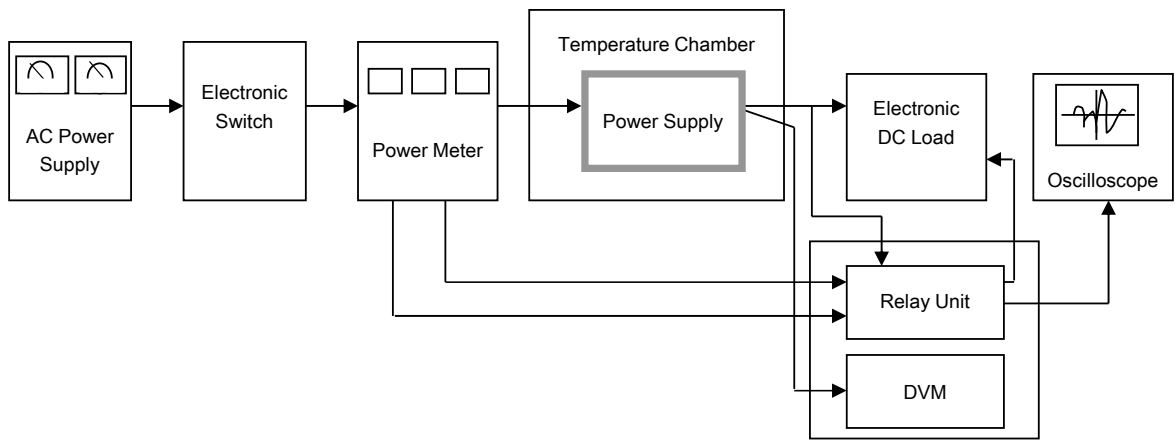 AC Power
Supply
Electronic
Switch
Power Meter
Temperature Chamber
Power Supply
Electronic
DC Load
Oscilloscope
Relay Unit
DVM